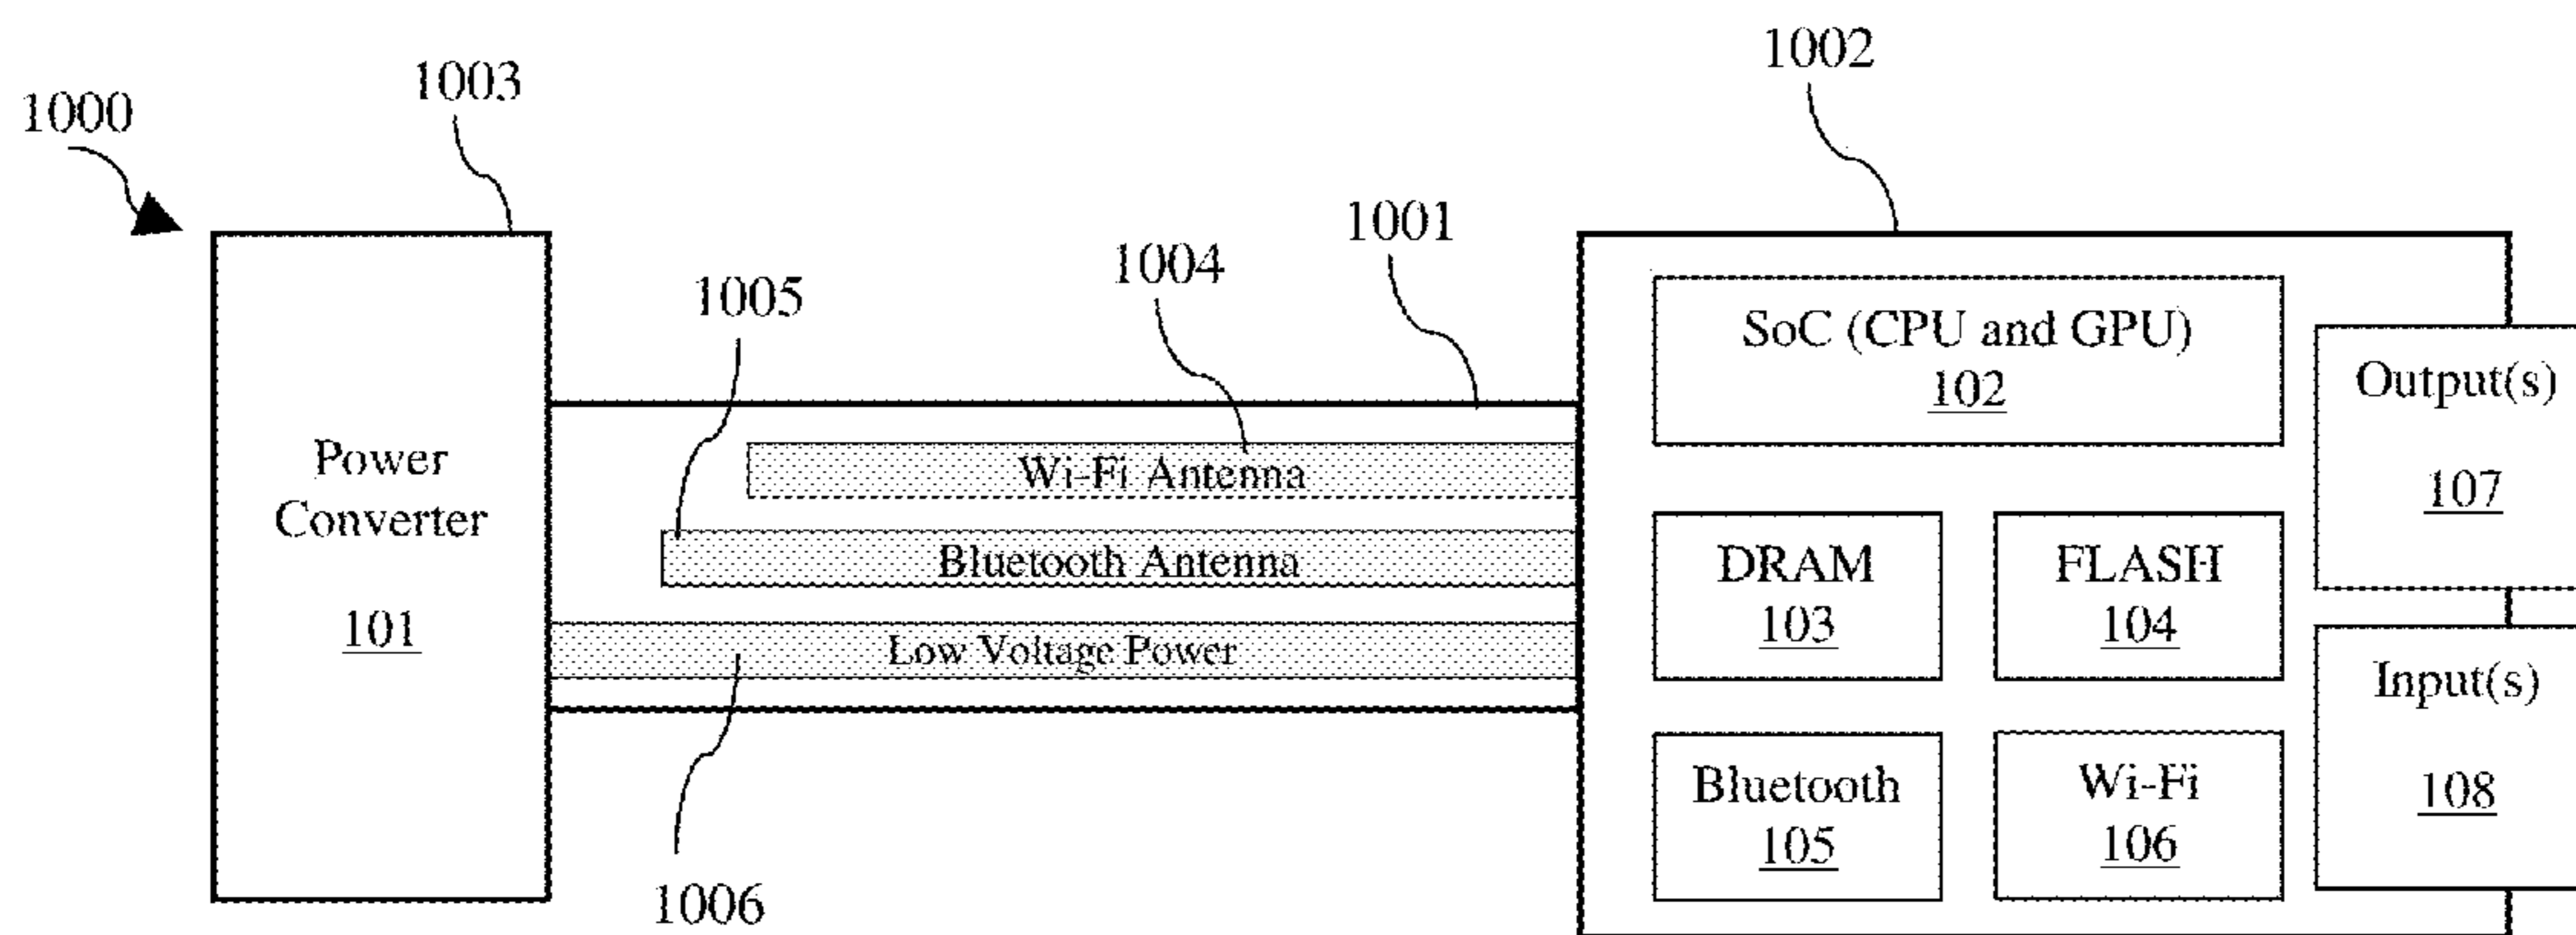 1000
1003
1002
1001
1004
1005
Power
Converter
101
Wi-Fi Antenna
Bluetooth Antenna
Low Voltage Power
1006
SoC (CPU and GPU)
102
DRAM
103
FLASH
104
Bluetooth
105
Wi-Fi
106
Output(s)
107
Input(s)
108